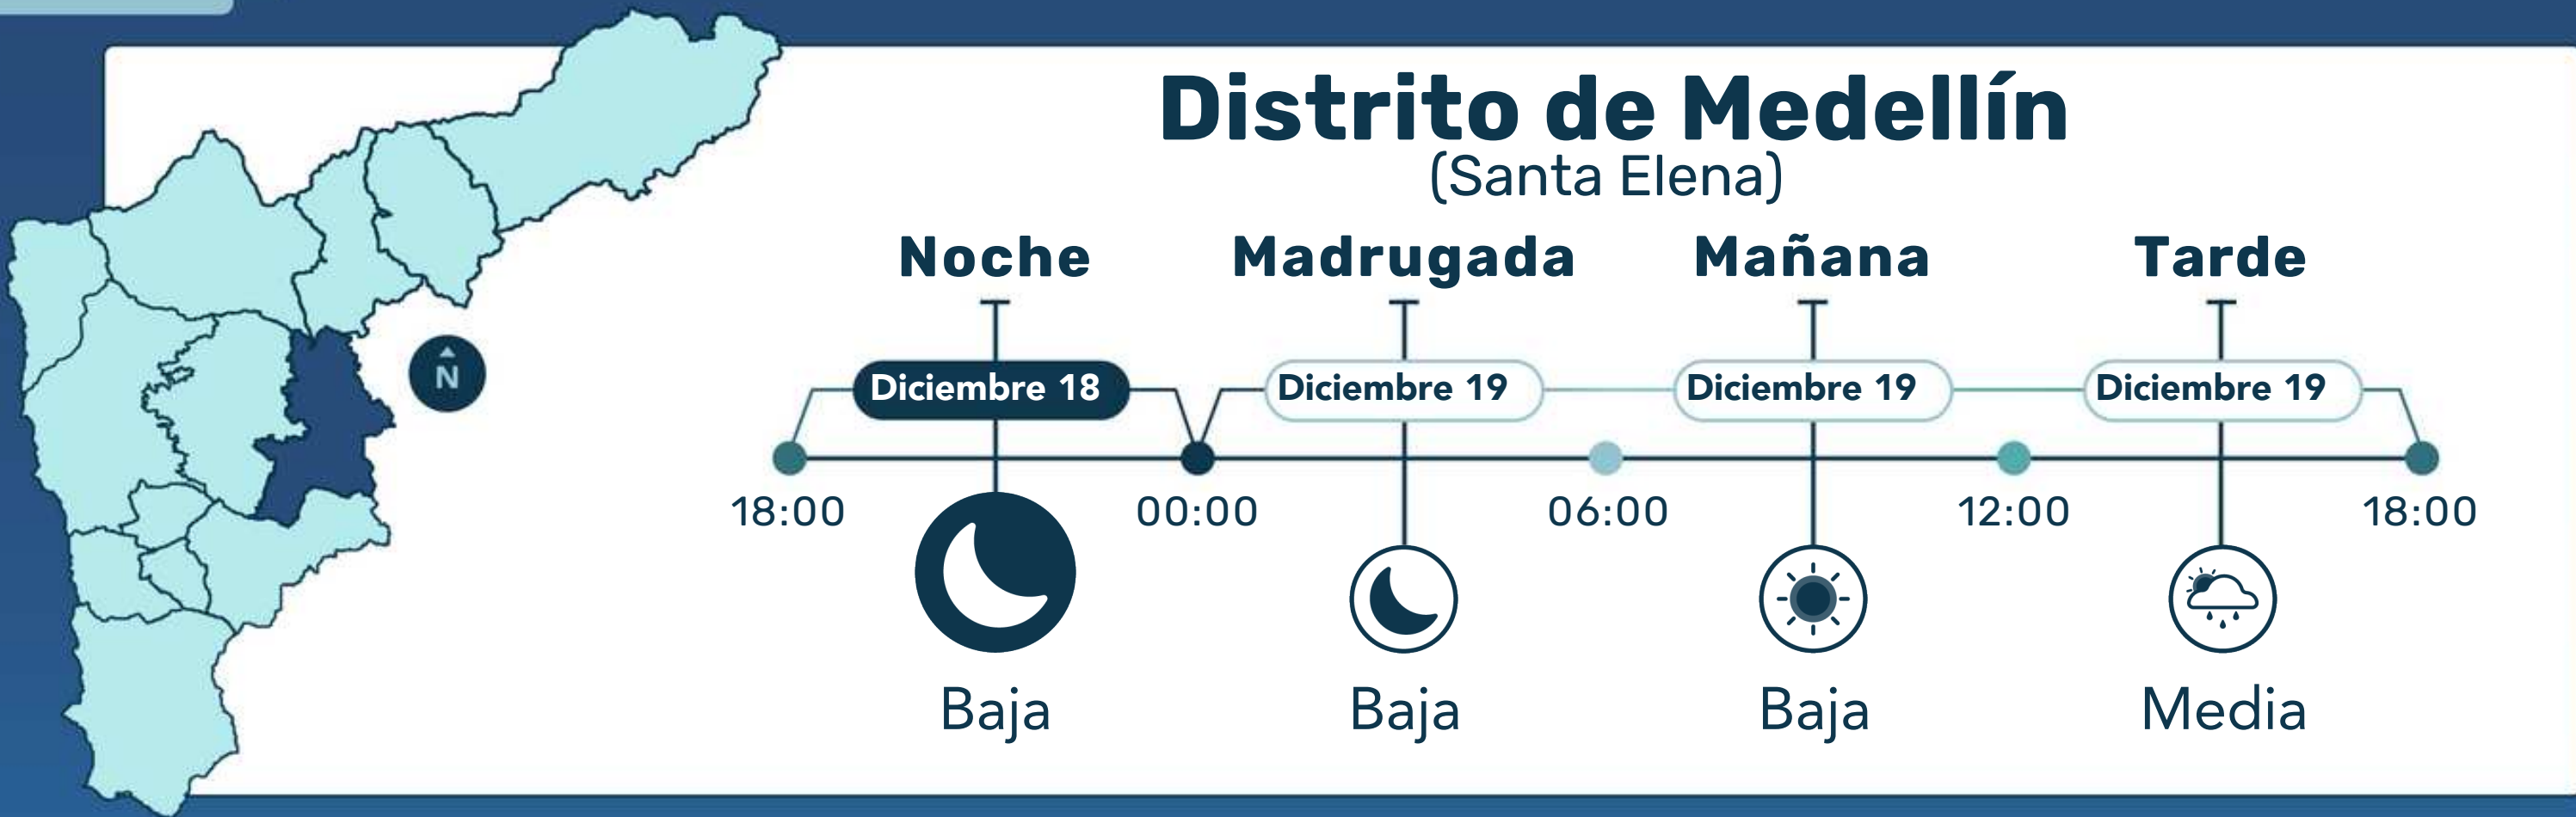 Distrito de Medellín
(Santa Elena)
Noche Madrugada Mañana Tarde
N
Diciembre 18 Diciembre 19 Diciembre 19 Diciembre 19
18:00 00:00 06:00 12:00 18:00
Baja Baja Baja Media